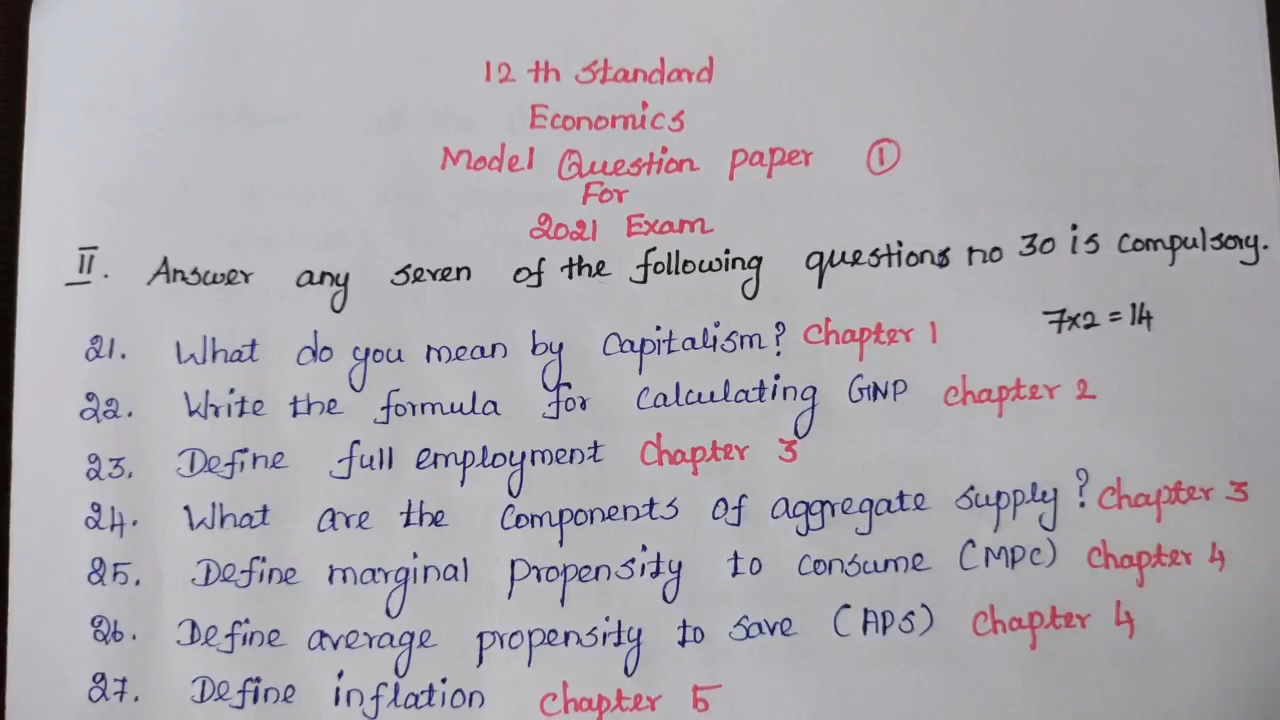 12 th Standard
Economics
Model Question paper ①
For
2021 Exam
II. Answer any seven of the following questions no 30 is compulsory.
7x2 = 14
21. What do you mean by Capitalism? Chapter 1
22. Write the formula for calculating GNP chapter 2
23. Define full employment Chapter 3
24. What are the components of aggregate supply? Chapter 3
25. Define marginal propensity to consume (MPC) Chapter 4
26. Define average propensity to save (APS) Chapter 4
27. Define inflation Chapter 5